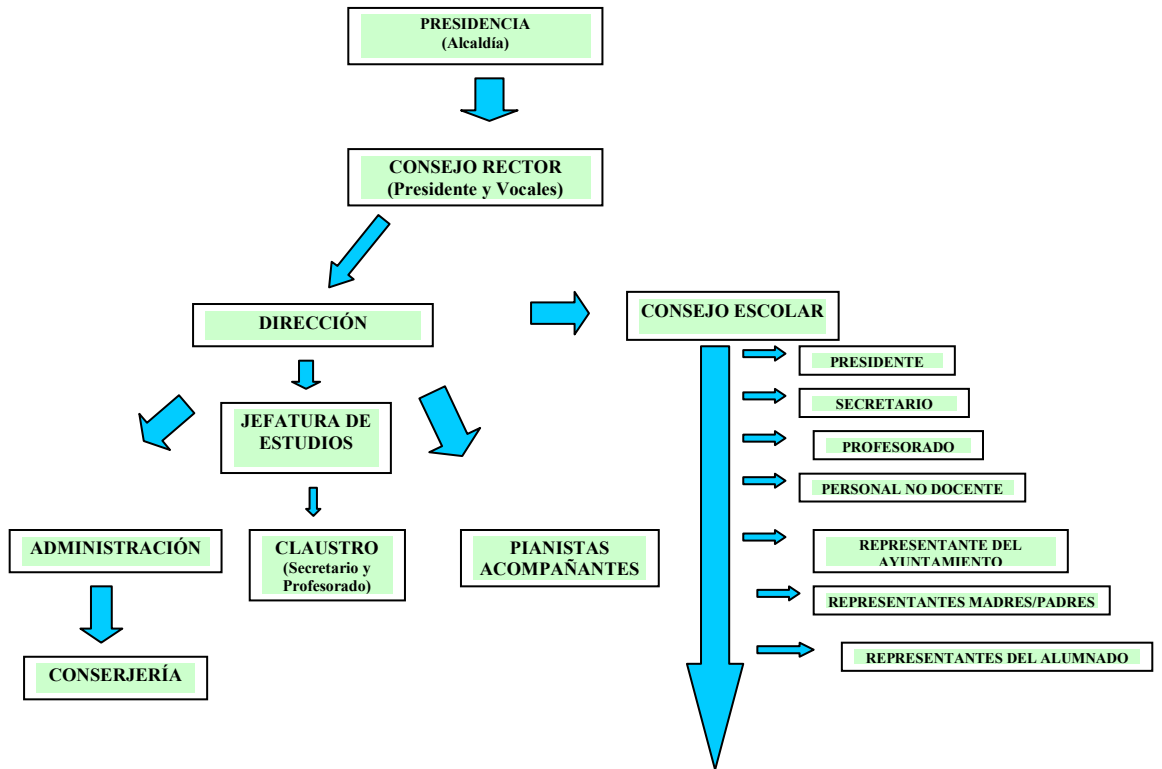 PRESIDENCIA
(Alcaldía)
CONSEJO RECTOR
(Presidente y Vocales)
DIRECCIÓN
CONSEJO ESCOLAR
PRESIDENTE
SECRETARIO
PROFESORADO
PERSONAL NO DOCENTE
REPRESENTANTE DEL
AYUNTAMIENTO
REPRESENTANTES MADRES/PADRES
REPRESENTANTES DEL ALUMNADO
JEFATURA DE
ESTUDIOS
ADMINISTRACIÓN
CLAUSTRO
(Secretario y
Profesorado)
PIANISTAS
ACOMPAÑANTES
CONSERJERÍA